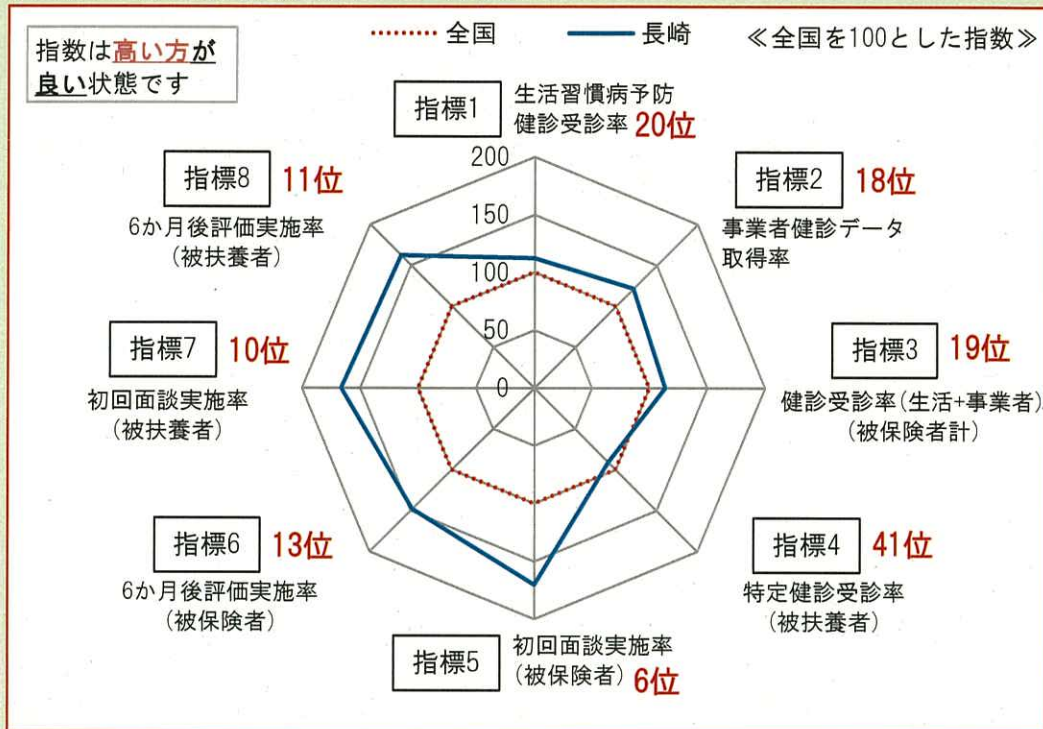 指数は高い方が
良い状態です
全国
長崎
≪全国を100とした指数≫
指標1
生活習慣病予防
健診受診率 20位
指標8 11位
6か月後評価実施率
(被扶養者)
指標2 18位
事業者健診データ
取得率
200
150
100
50
0
指標7 10位
初回面談実施率
(被扶養者)
指標3 19位
健診受診率(生活+事業者)
(被保険者計)
指標6 13位
6か月後評価実施率
(被保険者)
指標4 41位
特定健診受診率
(被扶養者)
指標5
初回面談実施率
(被保険者) 6位